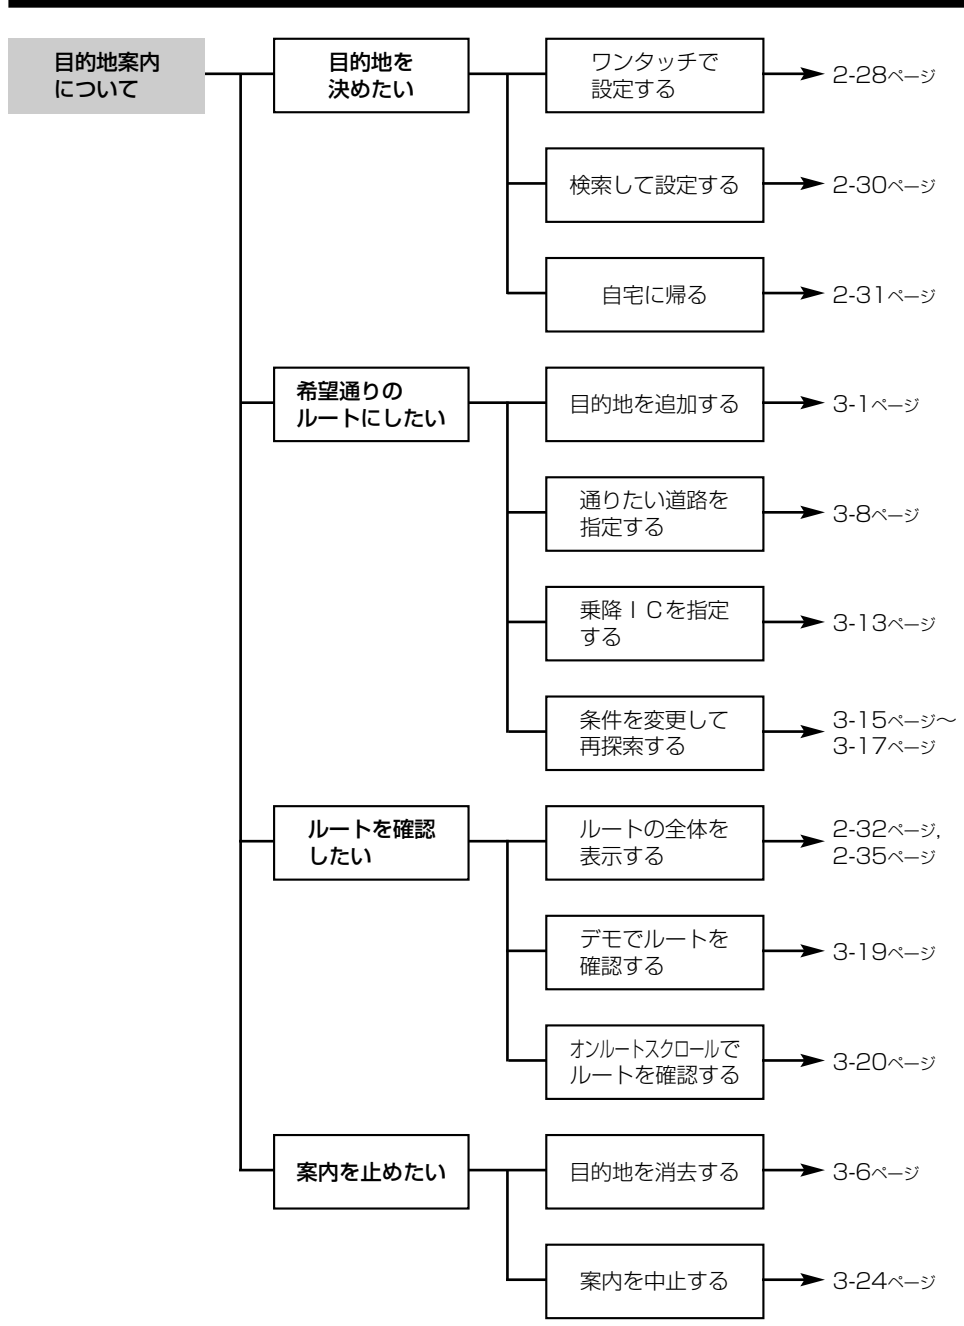 目的地案内
について
目的地を
決めたい
ワンタッチで
設定する
2-28ページ
検索して設定する
2-30ページ
自宅に帰る
2-31ページ
希望通りの
ルートにしたい
目的地を追加する
3-1ページ
通りたい道路を
指定する
3-8ページ
乗降ＩＣを指定
する
3-13ページ
条件を変更して
再探索する
3-15ページ～
3-17ページ
ルートを確認
したい
ルートの全体を
表示する
2-32ページ,
2-35ページ
デモでルートを
確認する
3-19ページ
オンルートスクロールで
ルートを確認する
3-20ページ
案内を止めたい
目的地を消去する
3-6ページ
案内を中止する
3-24ページ